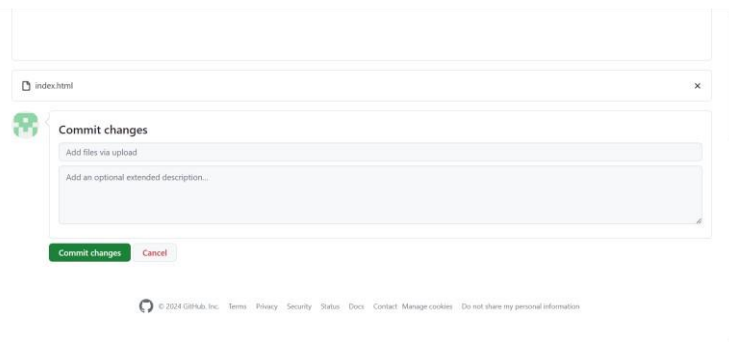 index.html
Commit changes
Add files via upload
Add an optional extended description...
Commit changes Cancel
© 2024 GitHub, Inc. Terms Privacy Security Status Docs Contact Manage cookies Do not share my personal information